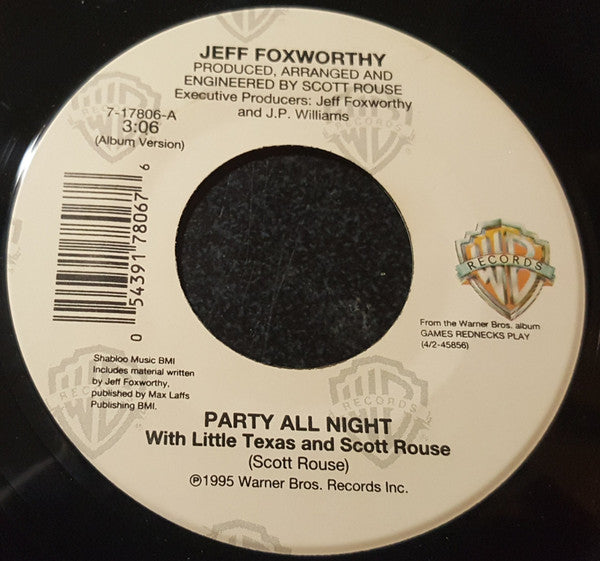 JEFF FOXWORTHY
PRODUCED, ARRANGED AND
ENGINEERED BY SCOTT ROUSE
Executive Producers: Jeff Foxworthy
and J.P. Williams
7-17806-A
3:06
(Album Version)
0 54391 78067 6
WB
RECORDS
From the Warner Bros. album
GAMES REDNECKS PLAY
(4/2-45856)
Shabloo Music BMI
Includes material written
by Jeff Foxworthy,
published by Max Laffs
Publishing BMI.
PARTY ALL NIGHT
With Little Texas and Scott Rouse
(Scott Rouse)
℗1995 Warner Bros. Records Inc.